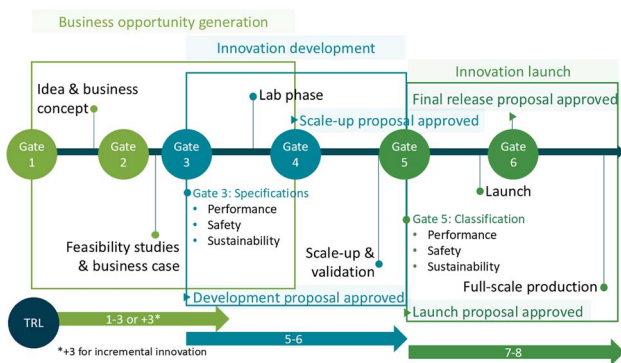 Business opportunity generation
Innovation development
Innovation launch
Idea & business
concept
Lab phase
Final release proposal approved
Scale-up proposal approved
Gate
1
Gate
2
Gate
3
Gate
4
Gate
5
Gate
6
Launch
Gate 3: Specifications
• Performance
• Safety
• Sustainability
Gate 5: Classification
• Performance
• Safety
• Sustainability
Feasibility studies
& business case
Scale-up &
validation
Full-scale production
Development proposal approved
Launch proposal approved
TRL
1-3 or +3*
5-6
7-8
*+3 for incremental innovation